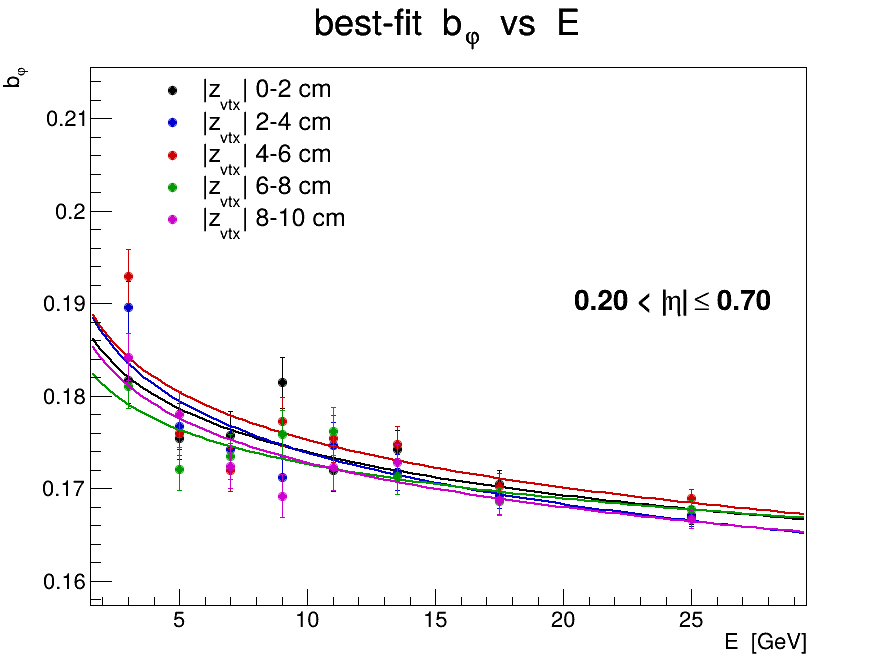 best-fit b_φ vs E
b_φ
|z_vtx| 0-2 cm
|z_vtx| 2-4 cm
|z_vtx| 4-6 cm
|z_vtx| 6-8 cm
|z_vtx| 8-10 cm
0.20 < |η| ≤ 0.70
0.21
0.2
0.19
0.18
0.17
0.16
5 10 15 20 25
E [GeV]